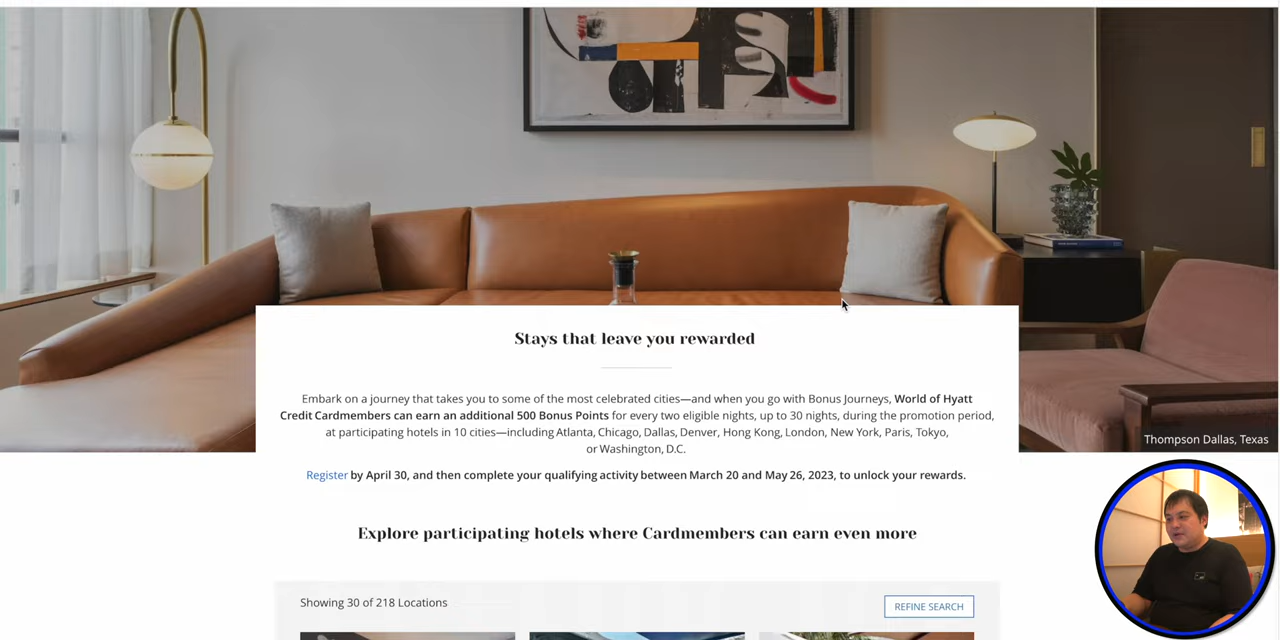 Thompson Dallas, Texas
Stays that leave you rewarded
Embark on a journey that takes you to some of the most celebrated cities—and when you go with Bonus Journeys, World of Hyatt
Credit Cardmembers can earn an additional 500 Bonus Points for every two eligible nights, up to 30 nights, during the promotion period,
at participating hotels in 10 cities—including Atlanta, Chicago, Dallas, Denver, Hong Kong, London, New York, Paris, Tokyo,
or Washington, D.C.
Register by April 30, and then complete your qualifying activity between March 20 and May 26, 2023, to unlock your rewards.
Explore participating hotels where Cardmembers can earn even more
Showing 30 of 218 Locations
REFINE SEARCH